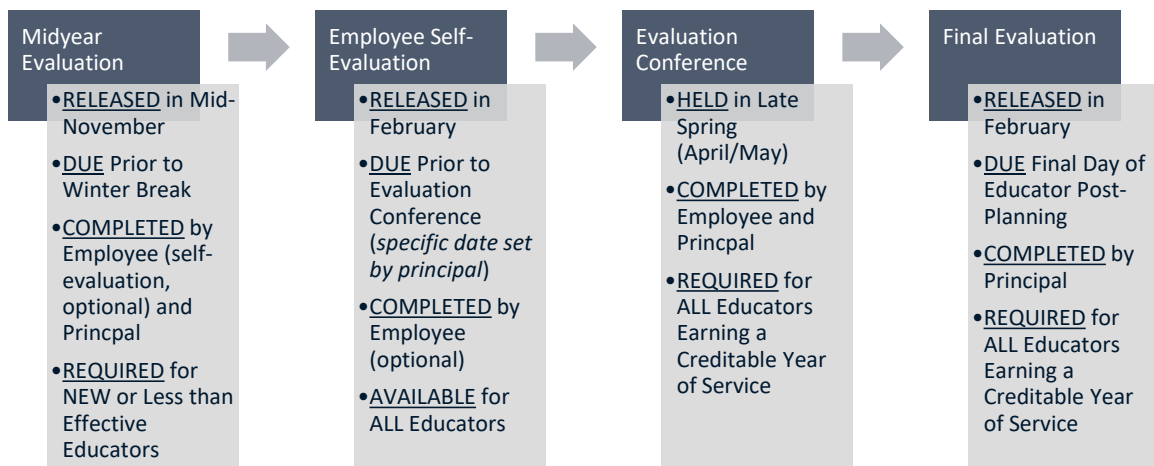 Midyear
Evaluation
•RELEASED in Mid-
November
•DUE Prior to
Winter Break
•COMPLETED by
Employee (self-
evaluation,
optional) and
Princpal
•REQUIRED for
NEW or Less than
Effective
Educators
Employee Self-
Evaluation
•RELEASED in
February
•DUE Prior to
Evaluation
Conference
(specific date set
by principal)
•COMPLETED by
Employee
(optional)
•AVAILABLE for
ALL Educators
Evaluation
Conference
•HELD in Late
Spring
(April/May)
•COMPLETED by
Employee and
Princpal
•REQUIRED for
ALL Educators
Earning a
Creditable Year
of Service
Final Evaluation
•RELEASED in
February
•DUE Final Day of
Educator Post-
Planning
•COMPLETED by
Principal
•REQUIRED for
ALL Educators
Earning a
Creditable Year
of Service